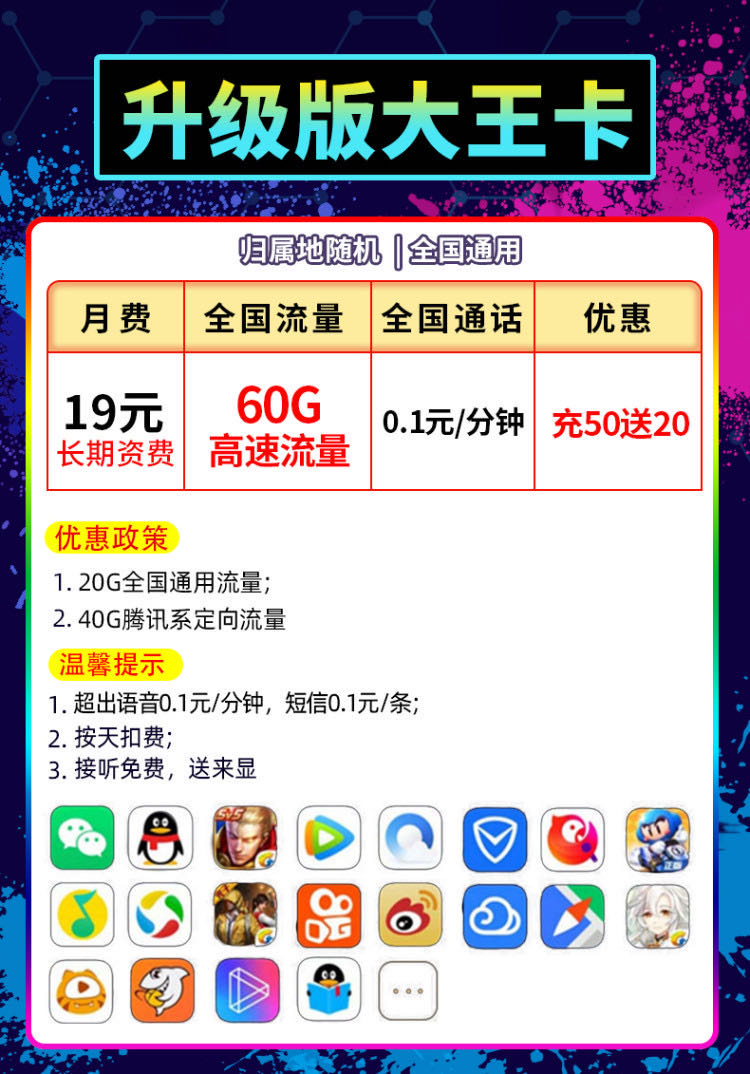 升级版大王卡
归属地随机 | 全国通用
月费 全国流量 全国通话 优惠
19元 60G 0.1元/分钟 充50送20
长期资费 高速流量
优惠政策
1. 20G全国通用流量;
2. 40G腾讯系定向流量
温馨提示
1. 超出语音0.1元/分钟，短信0.1元/条;
2. 按天扣费;
3. 接听免费，送来显
5V5
正版